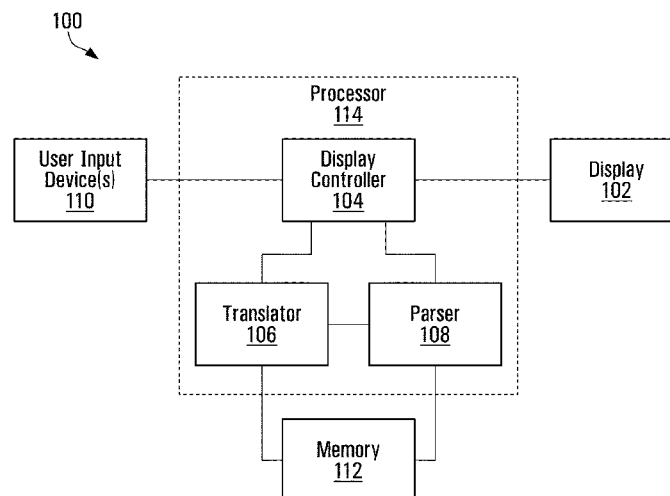 100
Processor
114
User Input
Device(s)
110
Display
Controller
104
Display
102
Translator
106
Parser
108
Memory
112